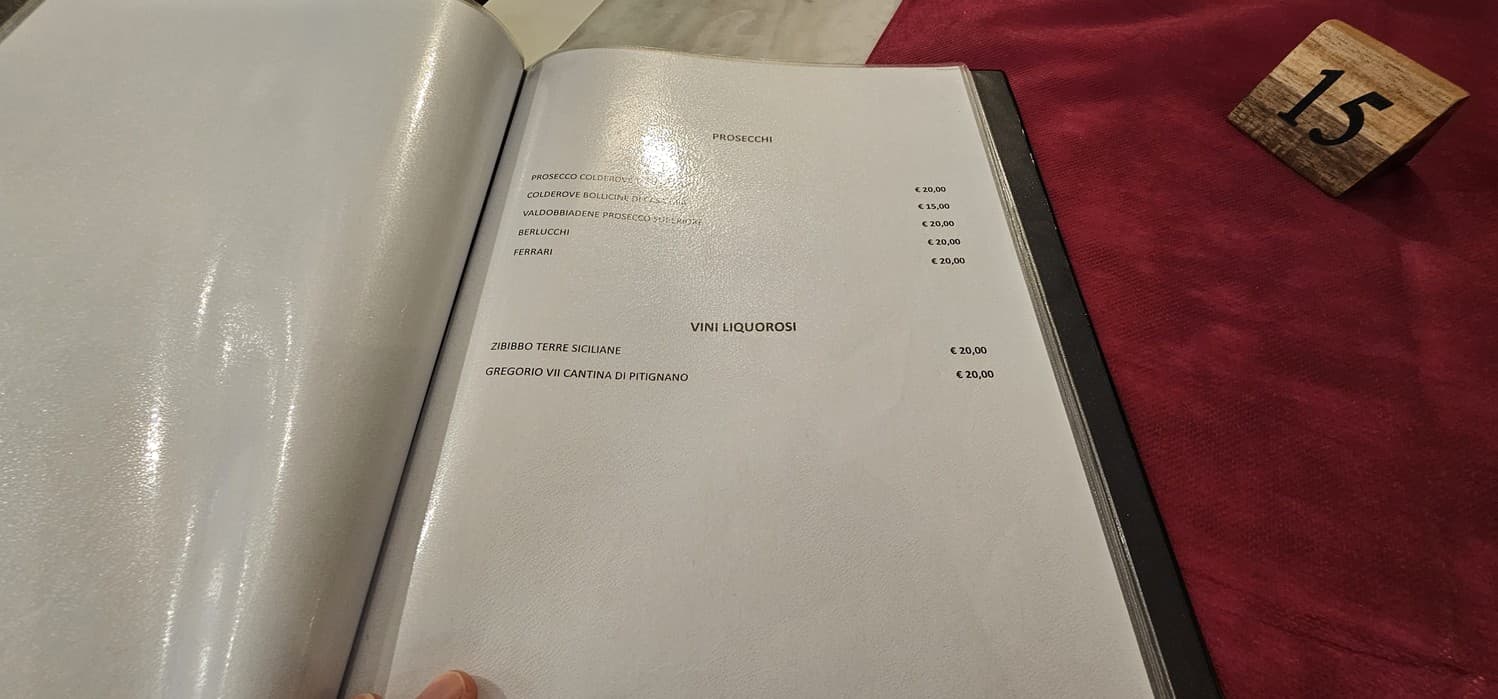 PROSECCHI
PROSECCO COLDEROVE
€ 20,00
COLDEROVE BOLLICINE DI
€ 15,00
VALDOBBIADENE PROSECCO SUPERIORE
€ 20,00
BERLUCCHI
€ 20,00
FERRARI
€ 20,00
VINI LIQUOROSI
ZIBIBBO TERRE SICILIANE
€ 20,00
GREGORIO VII CANTINA DI PITIGNANO
€ 20,00
15